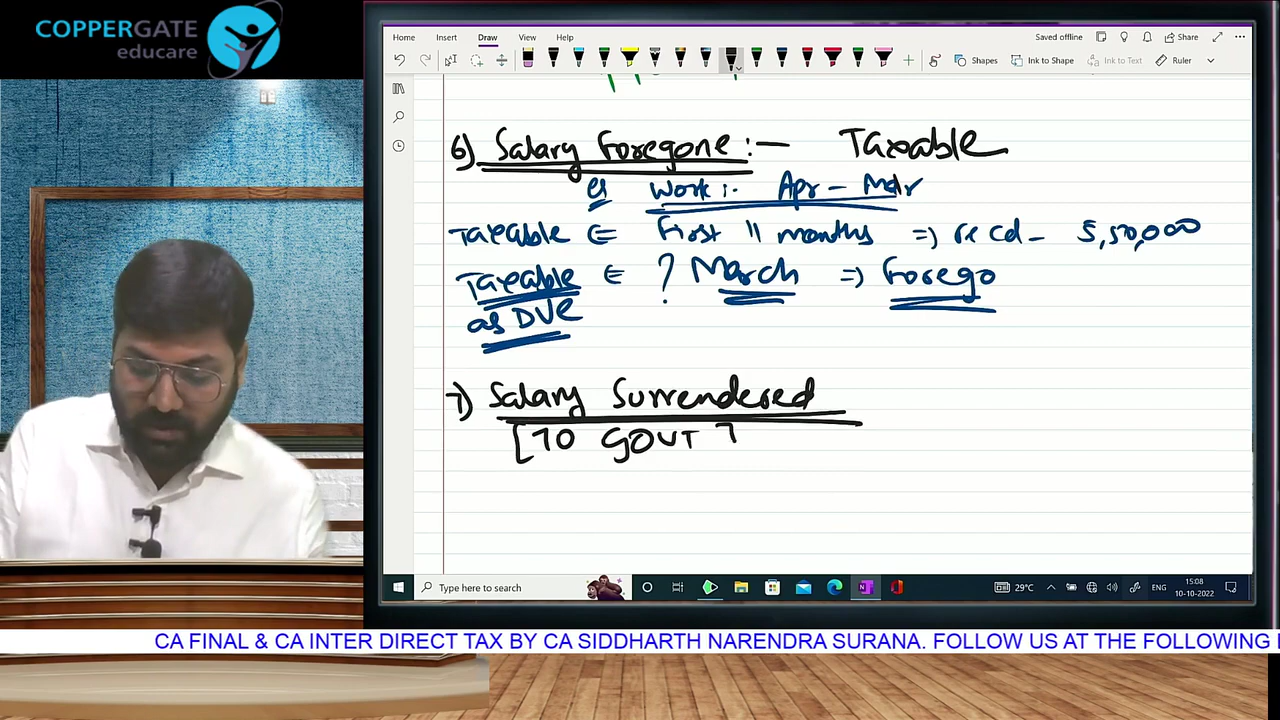 COPPERGATE
educare
Home Insert Draw View Help
Saved offline
Share
Shapes
Ink to Shape
Ink to Text
Ruler
6) Salary Foregone :- Taxable
eg Work :- Apr - Mar
Taxable ⇐ First 11 months ⇒ recd - 5,50,000
Taxable ⇐ ? March ⇒ Forego
as DUE
7) Salary Surrendered
[TO GOVT ]
Type here to search
29°C
ENG
15:08
10-10-2022
CA FINAL & CA INTER DIRECT TAX BY CA SIDDHARTH NARENDRA SURANA. FOLLOW US AT THE FOLLOWING